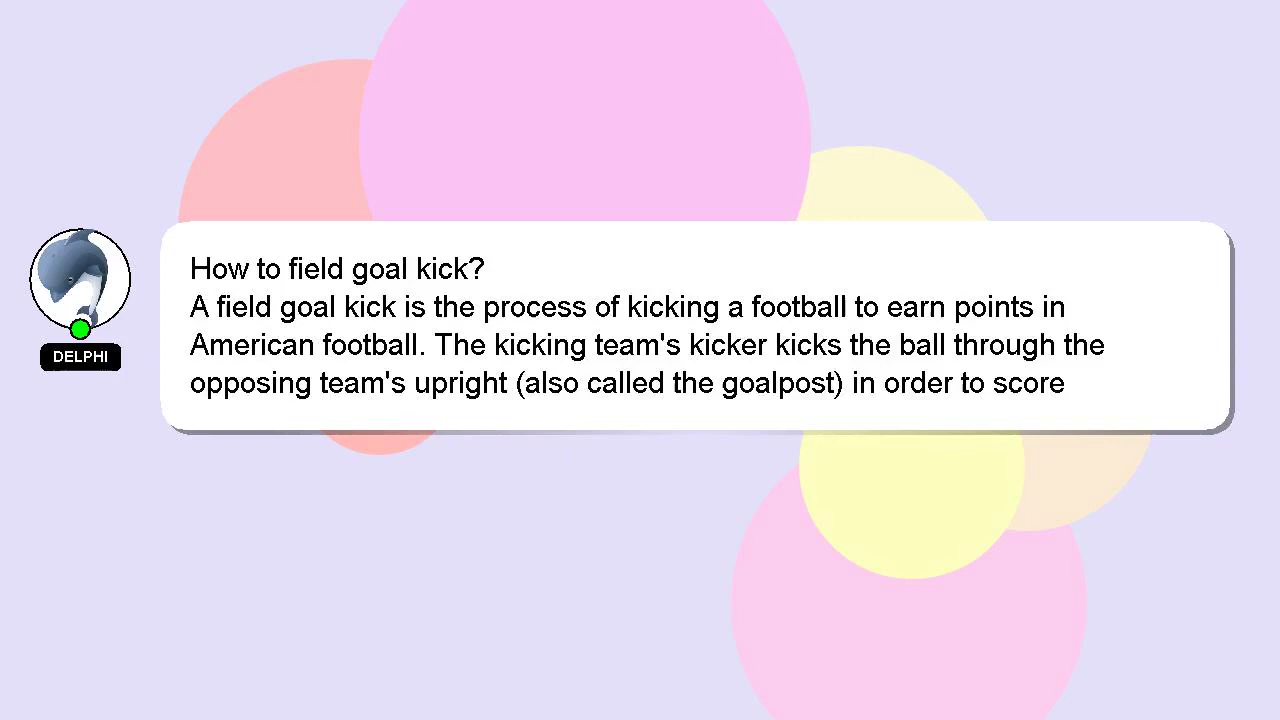 How to field goal kick?
A field goal kick is the process of kicking a football to earn points in
American football. The kicking team's kicker kicks the ball through the
opposing team's upright (also called the goalpost) in order to score
DELPHI